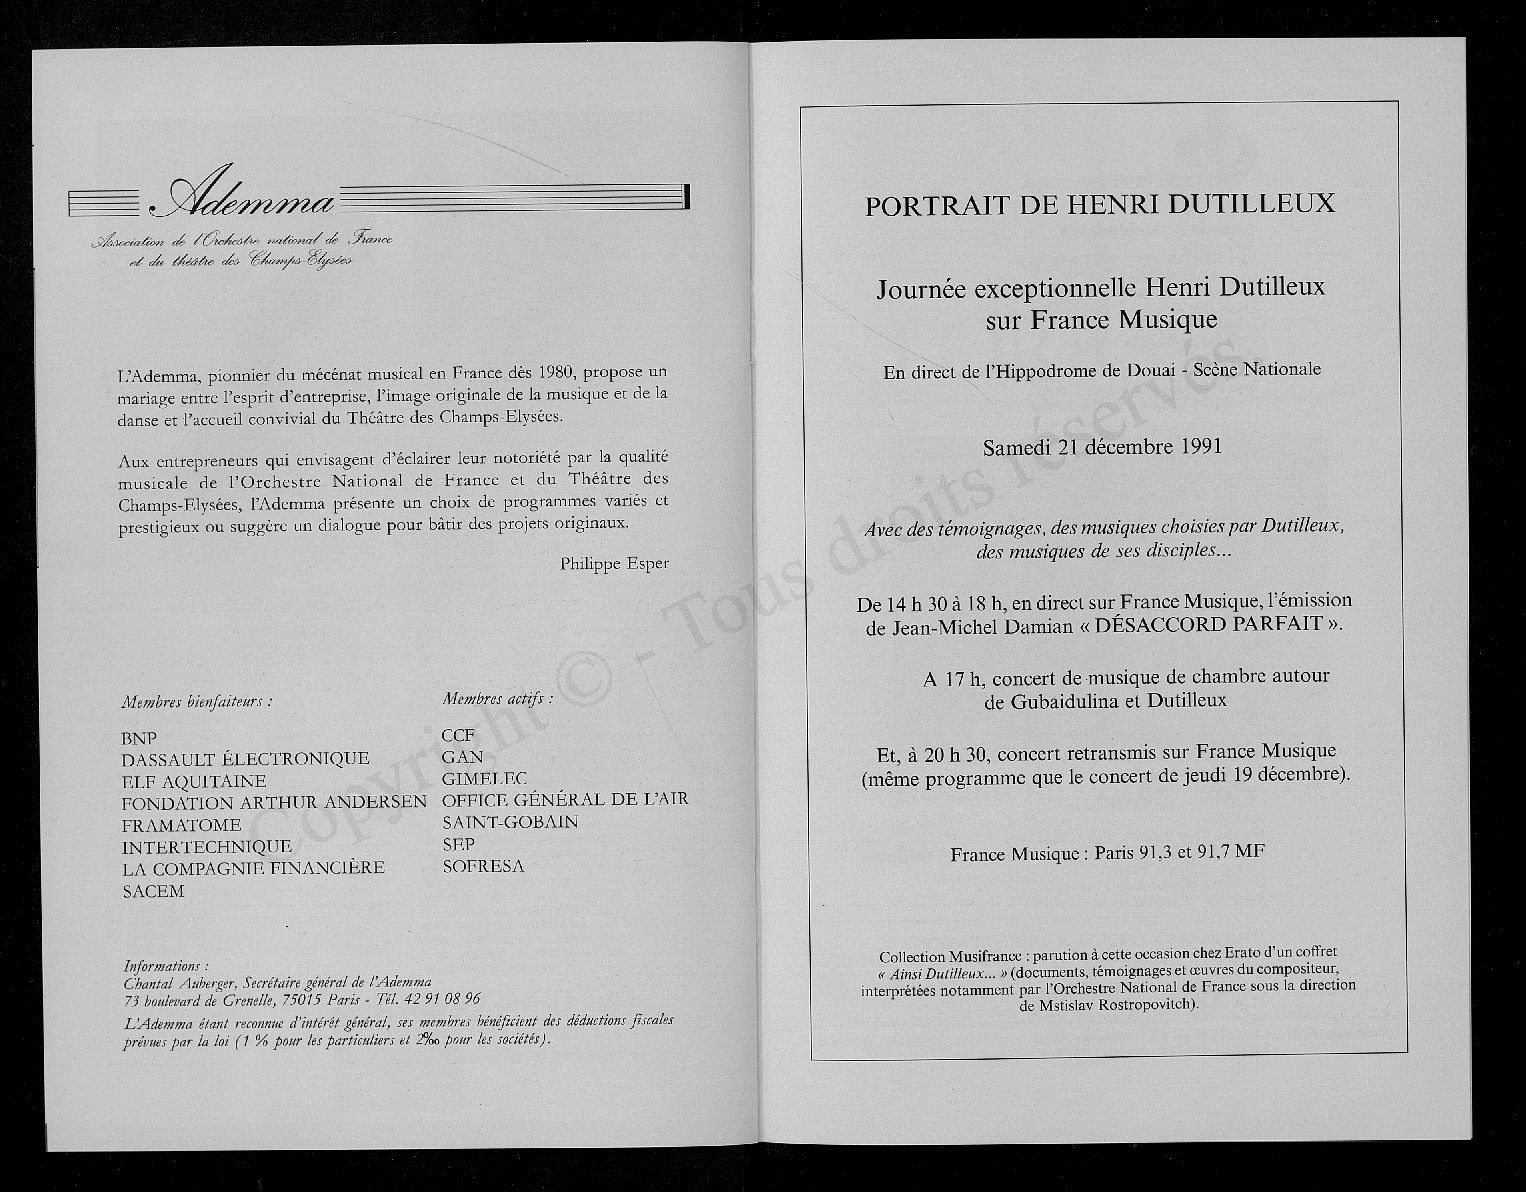 Ademma
Association de l'Orchestre national de France
et du théâtre des Champs-Elysées
L'Ademma, pionnier du mécénat musical en France dès 1980, propose un
mariage entre l'esprit d'entreprise, l'image originale de la musique et de la
danse et l'accueil convivial du Théâtre des Champs-Elysées.
Aux entrepreneurs qui envisagent d'éclairer leur notoriété par la qualité
musicale de l'Orchestre National de France et du Théâtre des
Champs-Elysées, l'Ademma présente un choix de programmes variés et
prestigieux ou suggère un dialogue pour bâtir des projets originaux.
Philippe Esper
Membres bienfaiteurs :
BNP
DASSAULT ÉLECTRONIQUE
ELF AQUITAINE
FONDATION ARTHUR ANDERSEN
FRAMATOME
INTERTECHNIQUE
LA COMPAGNIE FINANCIÈRE
SACEM
Membres actifs :
CCF
GAN
GIMELEC
OFFICE GÉNÉRAL DE L'AIR
SAINT-GOBAIN
SEP
SOFRESA
Informations :
Chantal Auberger, Secrétaire général de l'Ademma
73 boulevard de Grenelle, 75015 Paris - Tél. 42 91 08 96
L'Ademma étant reconnue d'intérêt général, ses membres bénéficient des déductions fiscales
prévues par la loi (1 % pour les particuliers et 2‰ pour les sociétés).
PORTRAIT DE HENRI DUTILLEUX
Journée exceptionnelle Henri Dutilleux
sur France Musique
En direct de l'Hippodrome de Douai - Scène Nationale
Samedi 21 décembre 1991
Avec des témoignages, des musiques choisies par Dutilleux,
des musiques de ses disciples...
De 14 h 30 à 18 h, en direct sur France Musique, l'émission
de Jean-Michel Damian « DÉSACCORD PARFAIT ».
A 17 h, concert de musique de chambre autour
de Gubaidulina et Dutilleux
Et, à 20 h 30, concert retransmis sur France Musique
(même programme que le concert de jeudi 19 décembre).
France Musique : Paris 91,3 et 91,7 MF
Collection Musifrance : parution à cette occasion chez Erato d'un coffret
« Ainsi Dutilleux... » (documents, témoignages et œuvres du compositeur,
interprétées notamment par l'Orchestre National de France sous la direction
de Mstislav Rostropovitch).
Copyright © - Tous droits réservés.